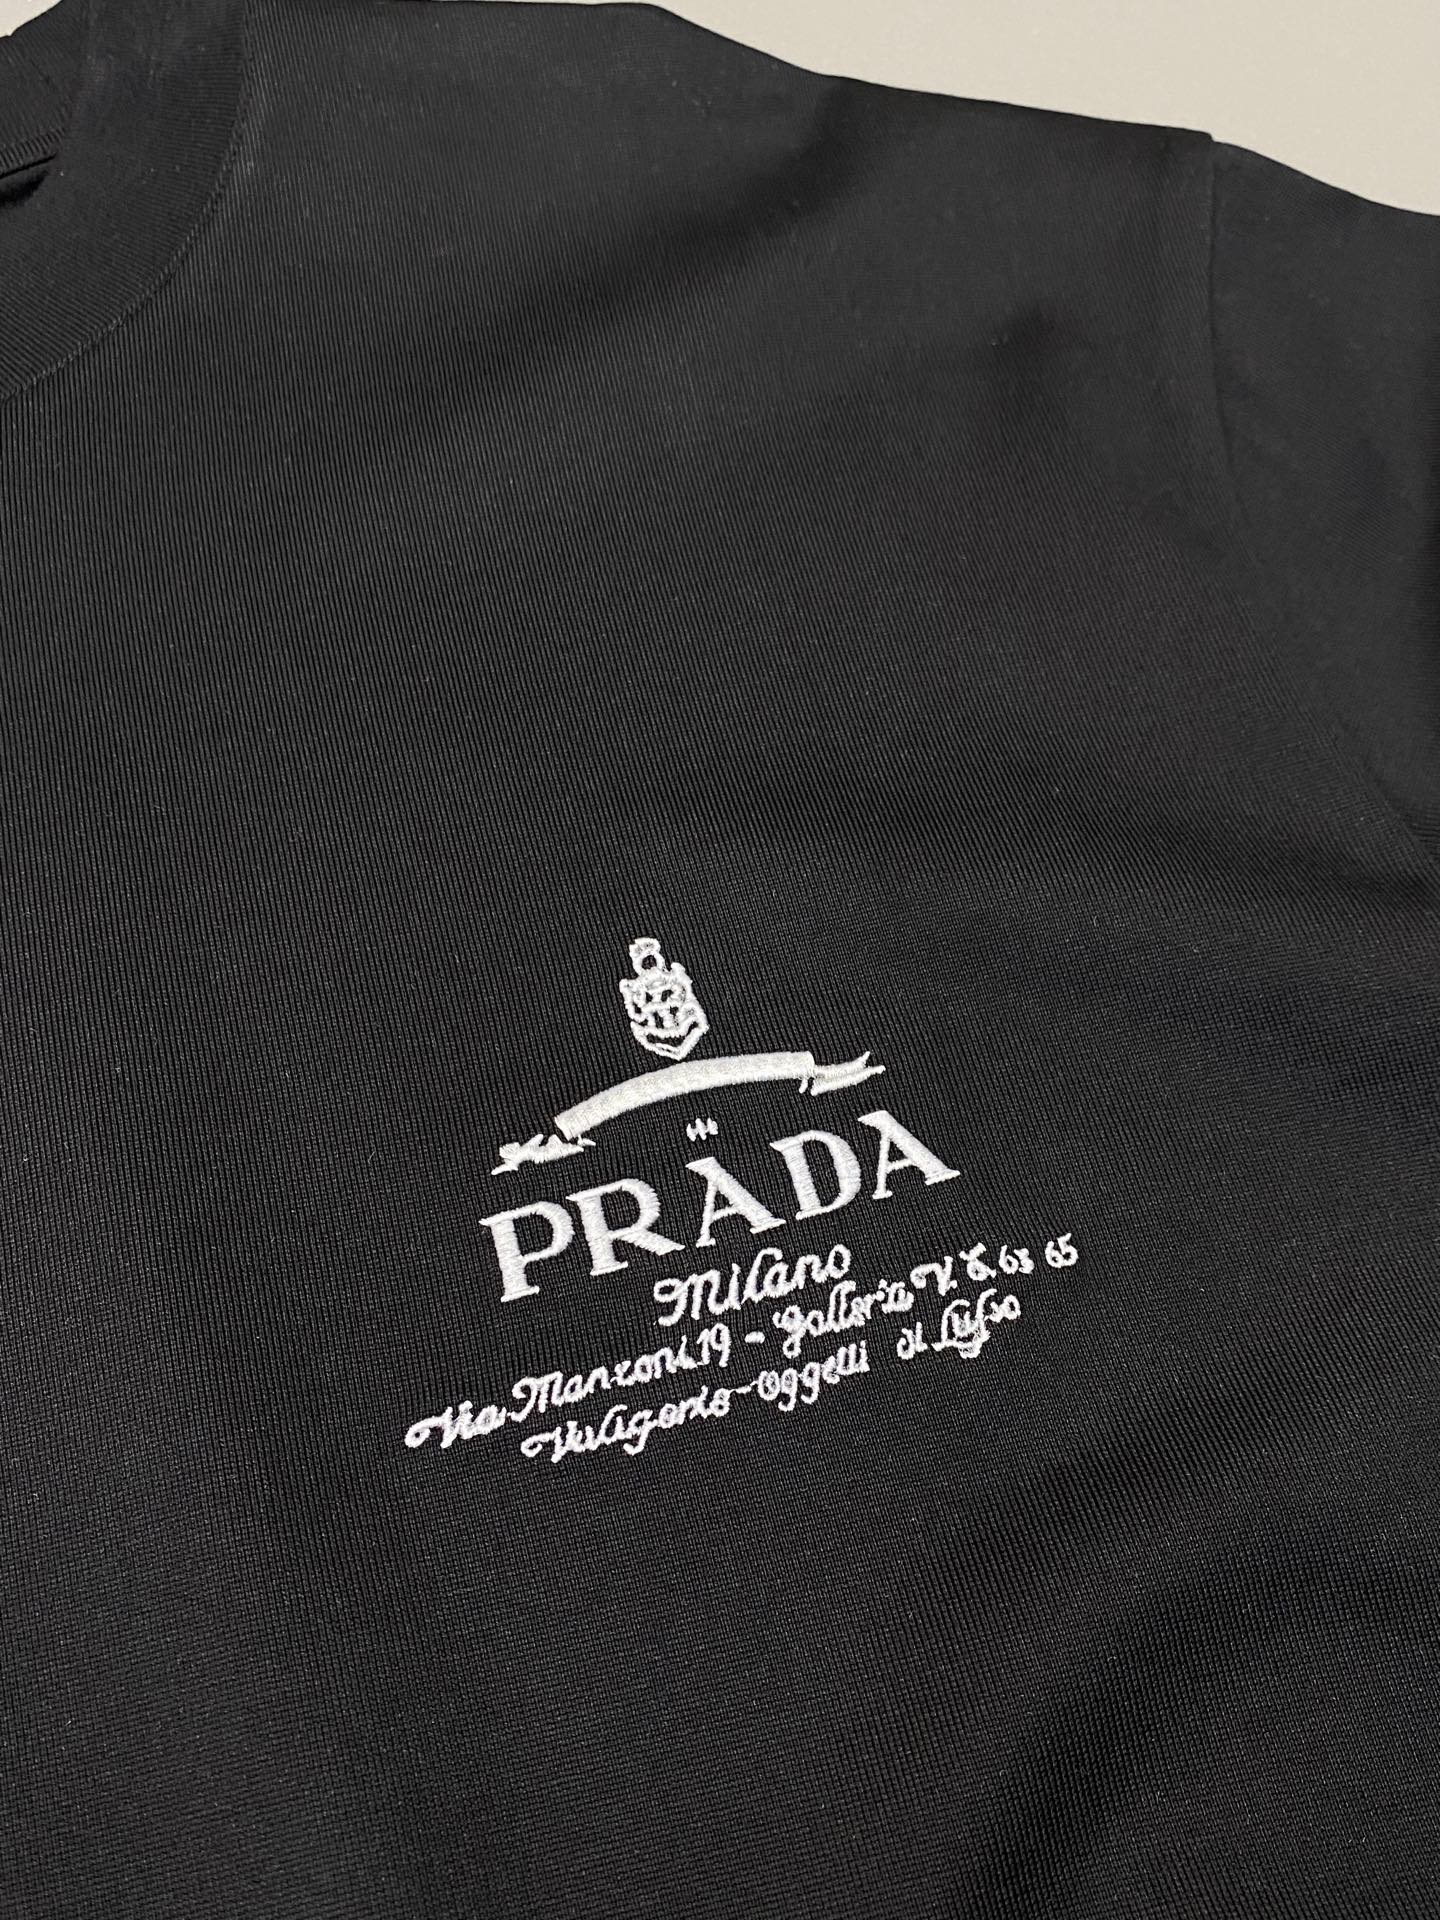 PRADA
Milano
Via Manzoni.19 - Galleria V. E. 63 65
Valigeria - Oggetti di Lusso